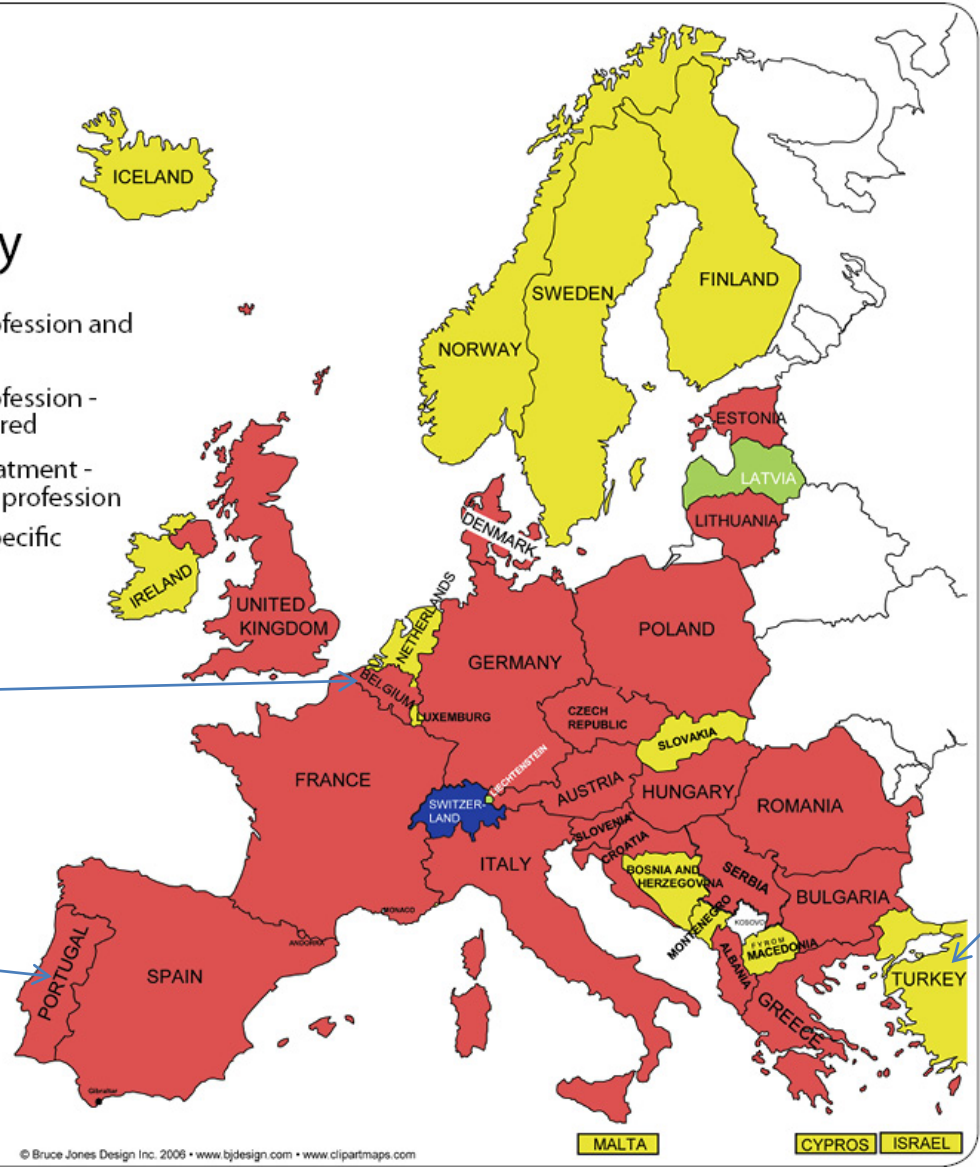 ICELAND
y
ofession and
ofession -
red
atment -
profession
ecific
SWEDEN
FINLAND
NORWAY
ESTONIA
LATVIA
LITHUANIA
DENMARK
IRELAND
UNITED
KINGDOM
NETHERLANDS
POLAND
GERMANY
BELGIUM
LUXEMBURG
CZECH
REPUBLIC
SLOVAKIA
LIECHTENSTEIN
FRANCE
SWITZER-
LAND
AUSTRIA
HUNGARY
ROMANIA
SLOVENIA
CROATIA
ITALY
BOSNIA AND
HERZEGOVINA
SERBIA
BULGARIA
MONACO
MONTENEGRO
KOSOVO
ANDORRA
FYROM
MACEDONIA
ALBANIA
PORTUGAL
SPAIN
TURKEY
GREECE
Gibraltar
MALTA
CYPROS
ISRAEL
© Bruce Jones Design Inc. 2006 • www.bjdesign.com • www.clipartmaps.com